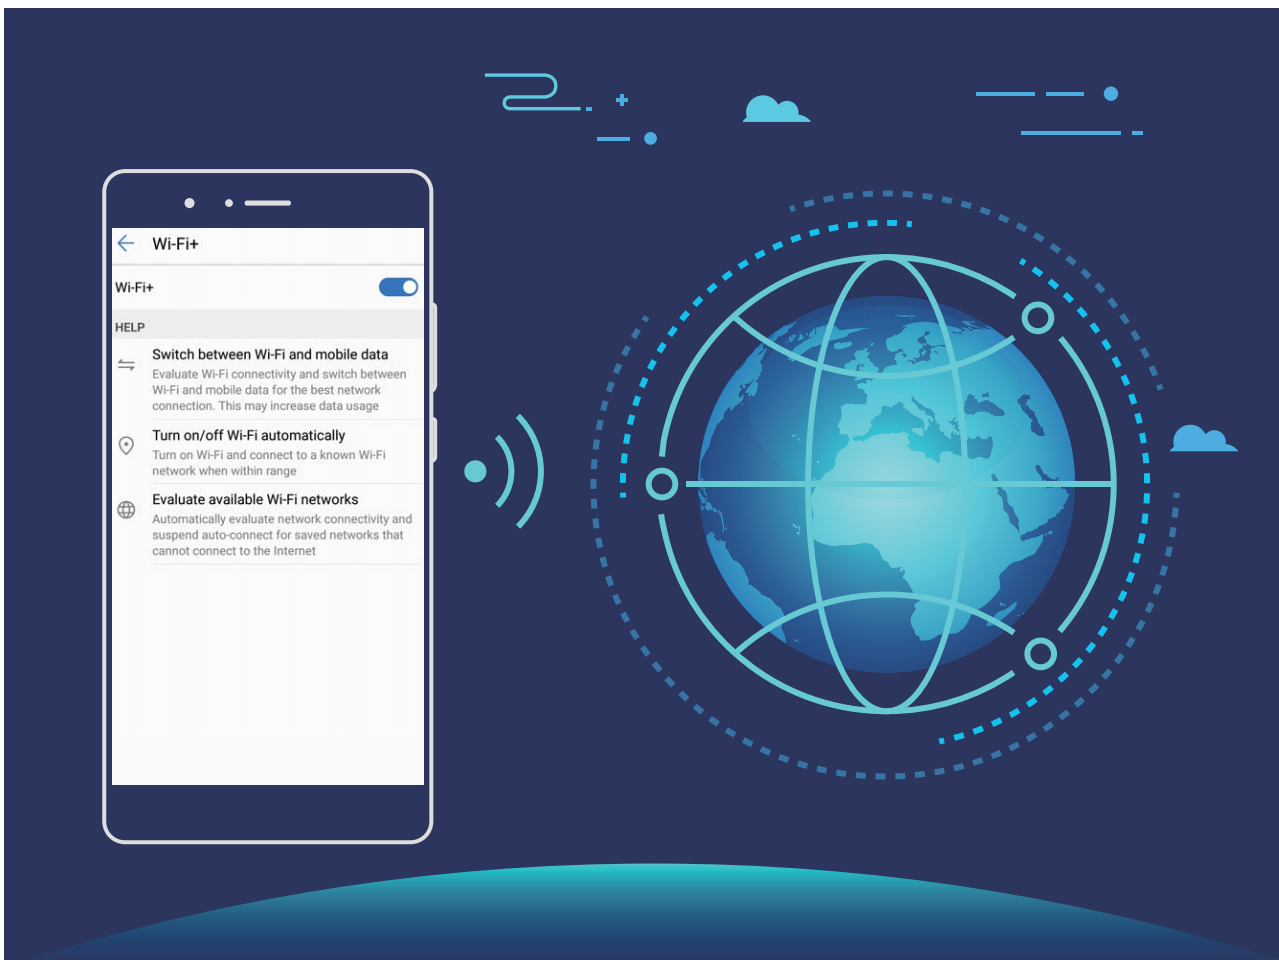 Wi-Fi+
Wi-Fi+
HELP
Switch between Wi-Fi and mobile data
Evaluate Wi-Fi connectivity and switch between
Wi-Fi and mobile data for the best network
connection. This may increase data usage
Turn on/off Wi-Fi automatically
Turn on Wi-Fi and connect to a known Wi-Fi
network when within range
Evaluate available Wi-Fi networks
Automatically evaluate network connectivity and
suspend auto-connect for saved networks that
cannot connect to the Internet